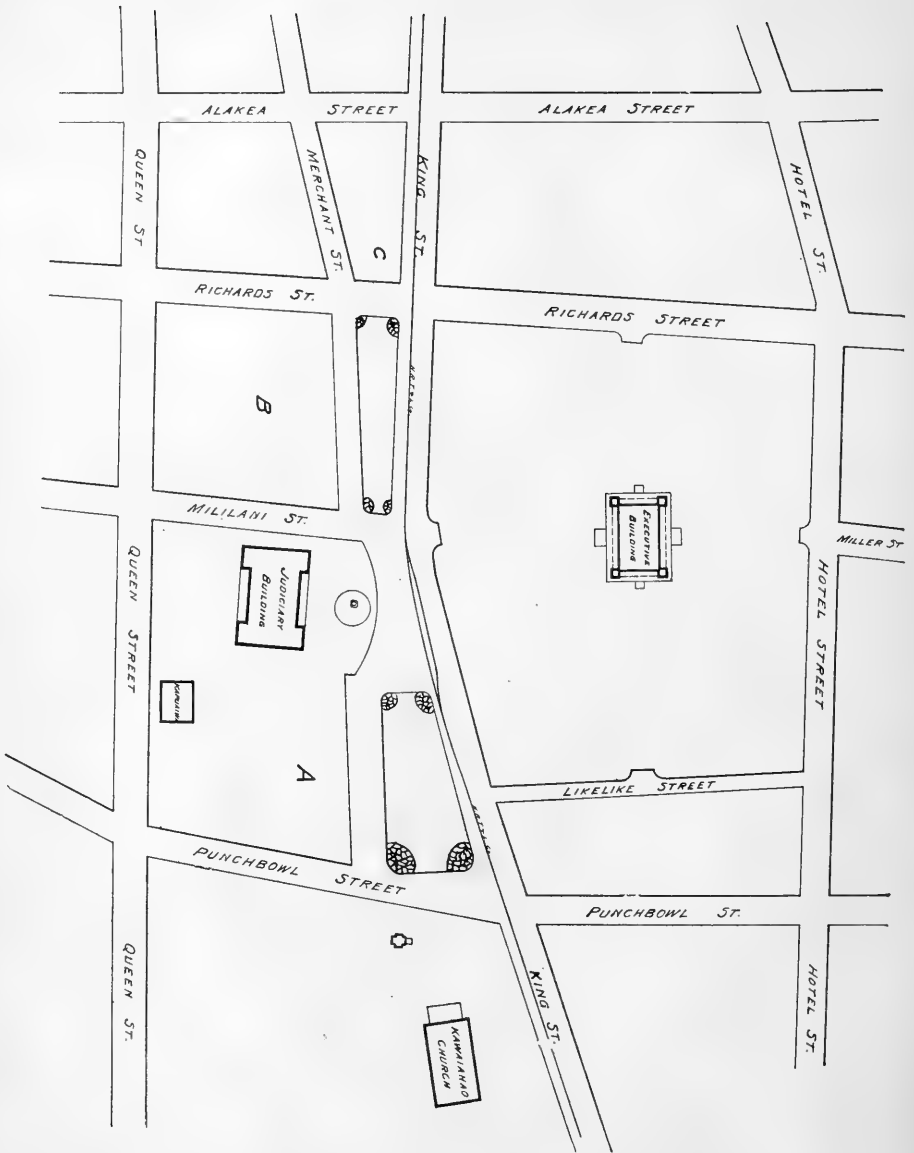 ALAKEA STREET
ALAKEA STREET
QUEEN ST
MERCHANT ST.
KING ST.
HOTEL ST.
C
RICHARDS ST.
RICHARDS STREET
B
EXECUTIVE
BUILDING
MILLER ST
MILILANI ST.
QUEEN STREET
JUDICIARY
BUILDING
HOTEL STREET
KAPUAIWA
A
LIKELIKE STREET
PUNCHBOWL STREET
PUNCHBOWL ST.
QUEEN ST.
KING ST.
HOTEL ST.
KAWAIAHAO
CHURCH